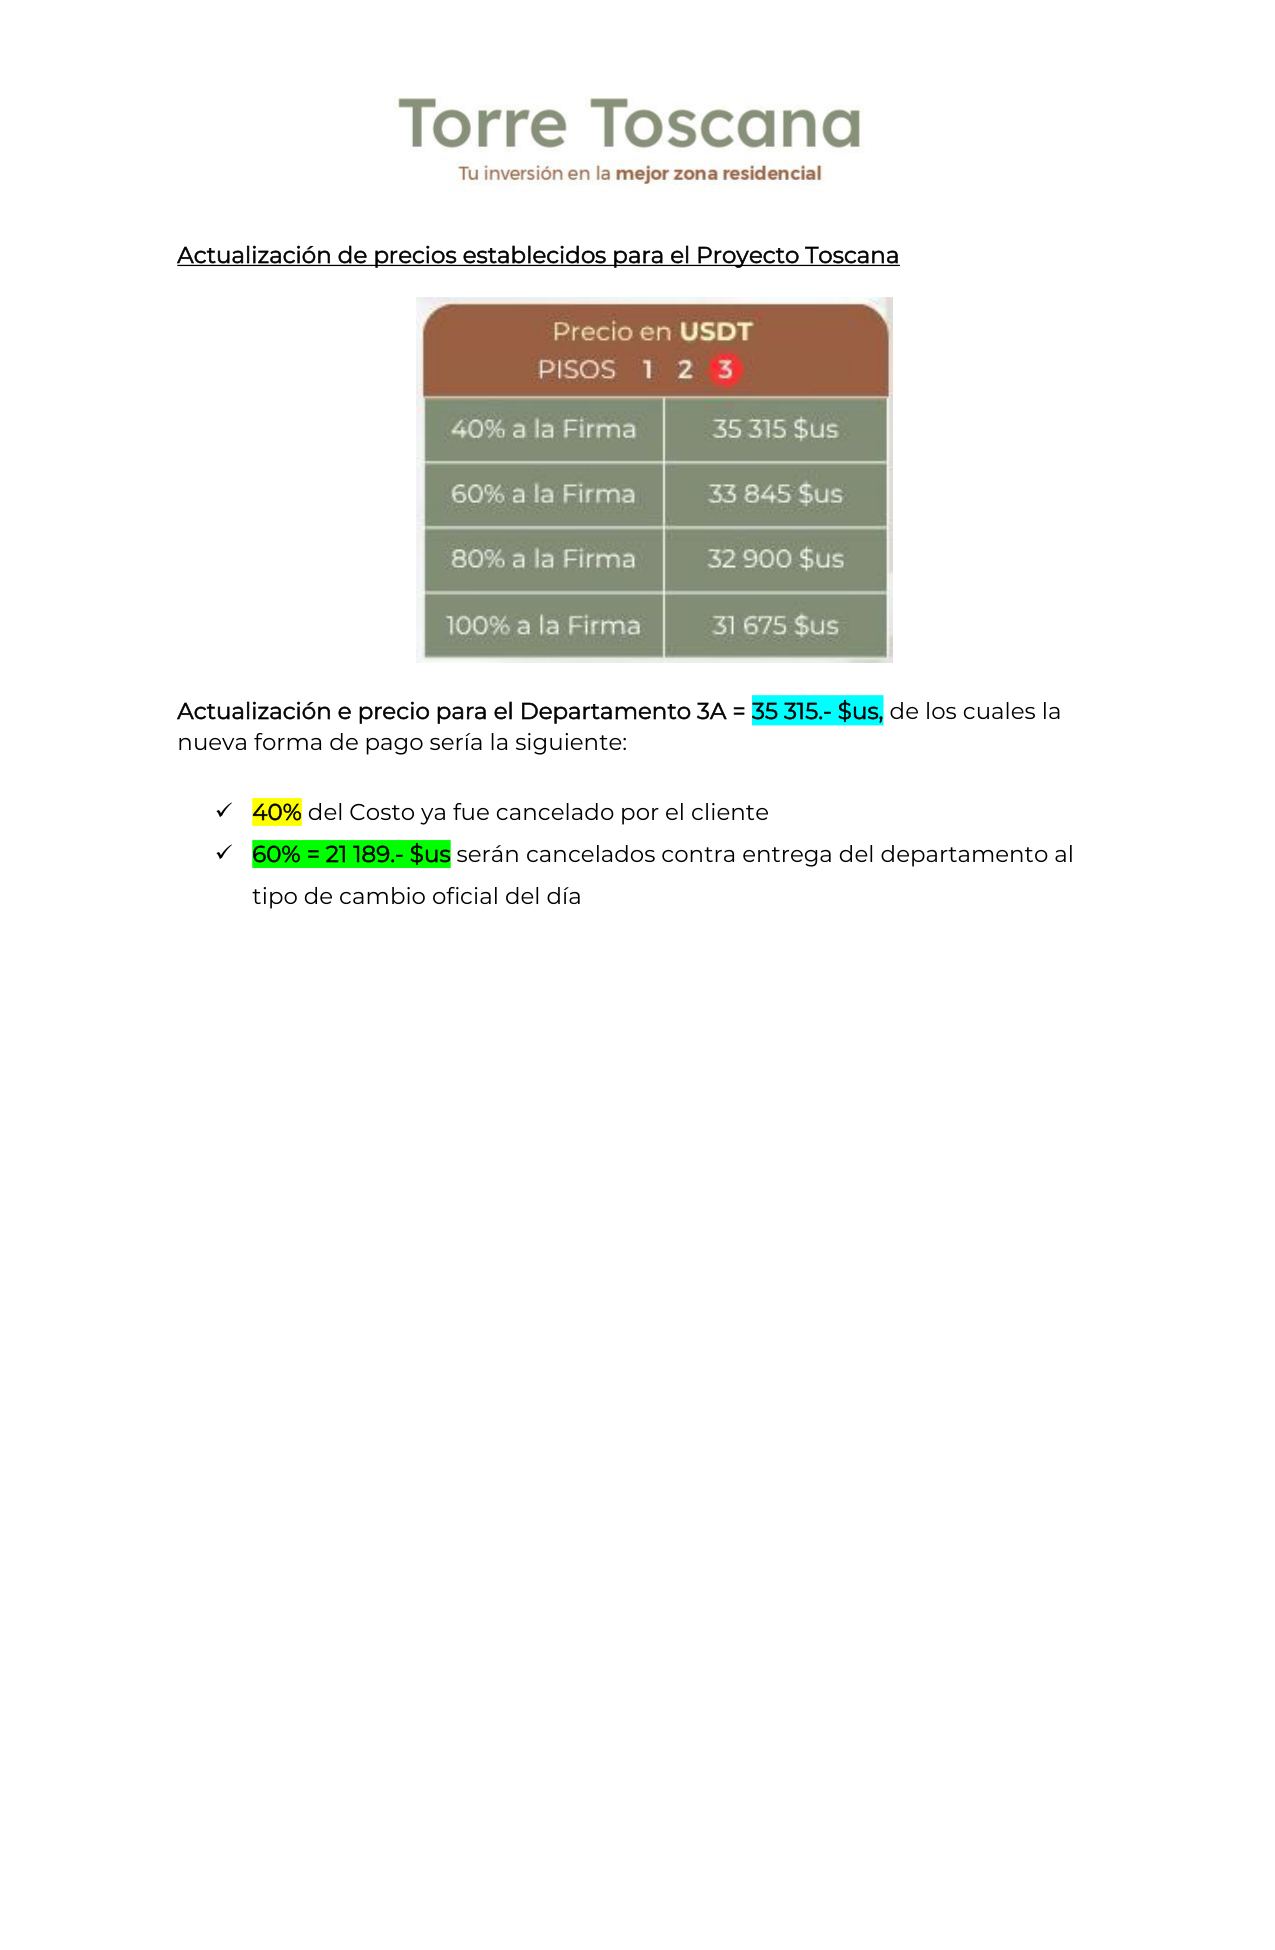 Torre Toscana
Tu inversión en la mejor zona residencial
Actualización de precios establecidos para el Proyecto Toscana
Precio en USDT
PISOS 1 2 3
40% a la Firma 35 315 $us
60% a la Firma 33 845 $us
80% a la Firma 32 900 $us
100% a la Firma 31 675 $us
Actualización e precio para el Departamento 3A = 35 315.- $us, de los cuales la
nueva forma de pago sería la siguiente:
✓ 40% del Costo ya fue cancelado por el cliente
✓ 60% = 21 189.- $us serán cancelados contra entrega del departamento al
tipo de cambio oficial del día